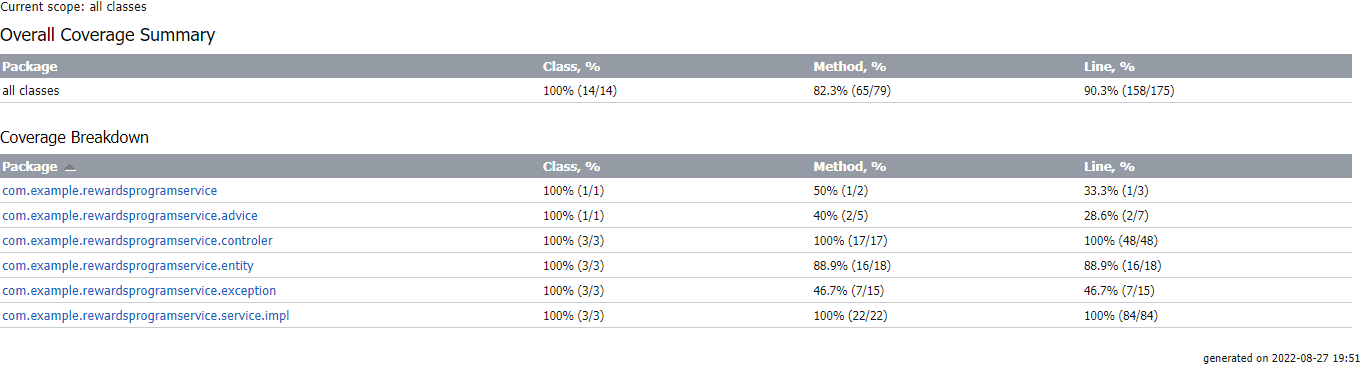 Current scope: all classes
Overall Coverage Summary
Package Class, % Method, % Line, %
all classes 100% (14/14) 82.3% (65/79) 90.3% (158/175)
Coverage Breakdown
Package Class, % Method, % Line, %
com.example.rewardsprogramservice 100% (1/1) 50% (1/2) 33.3% (1/3)
com.example.rewardsprogramservice.advice 100% (1/1) 40% (2/5) 28.6% (2/7)
com.example.rewardsprogramservice.controler 100% (3/3) 100% (17/17) 100% (48/48)
com.example.rewardsprogramservice.entity 100% (3/3) 88.9% (16/18) 88.9% (16/18)
com.example.rewardsprogramservice.exception 100% (3/3) 46.7% (7/15) 46.7% (7/15)
com.example.rewardsprogramservice.service.impl 100% (3/3) 100% (22/22) 100% (84/84)
generated on 2022-08-27 19:51